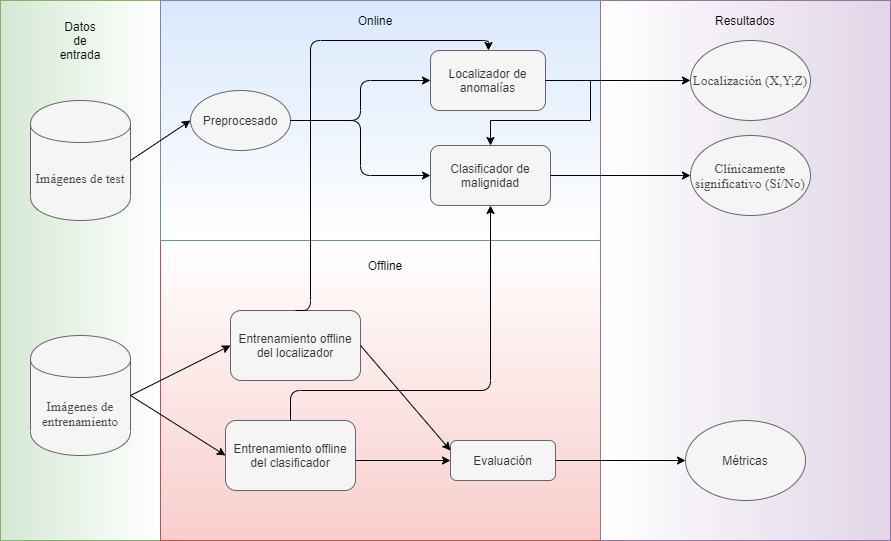 Datos
de
entrada
Online
Resultados
Localizador de
anomalías
Localización (X,Y;Z)
Preprocesado
Imágenes de test
Clasificador de
malignidad
Clínicamente
significativo (Sí/No)
Offline
Entrenamiento offline
del localizador
Imágenes de
entrenamiento
Entrenamiento offline
del clasificador
Evaluación
Métricas